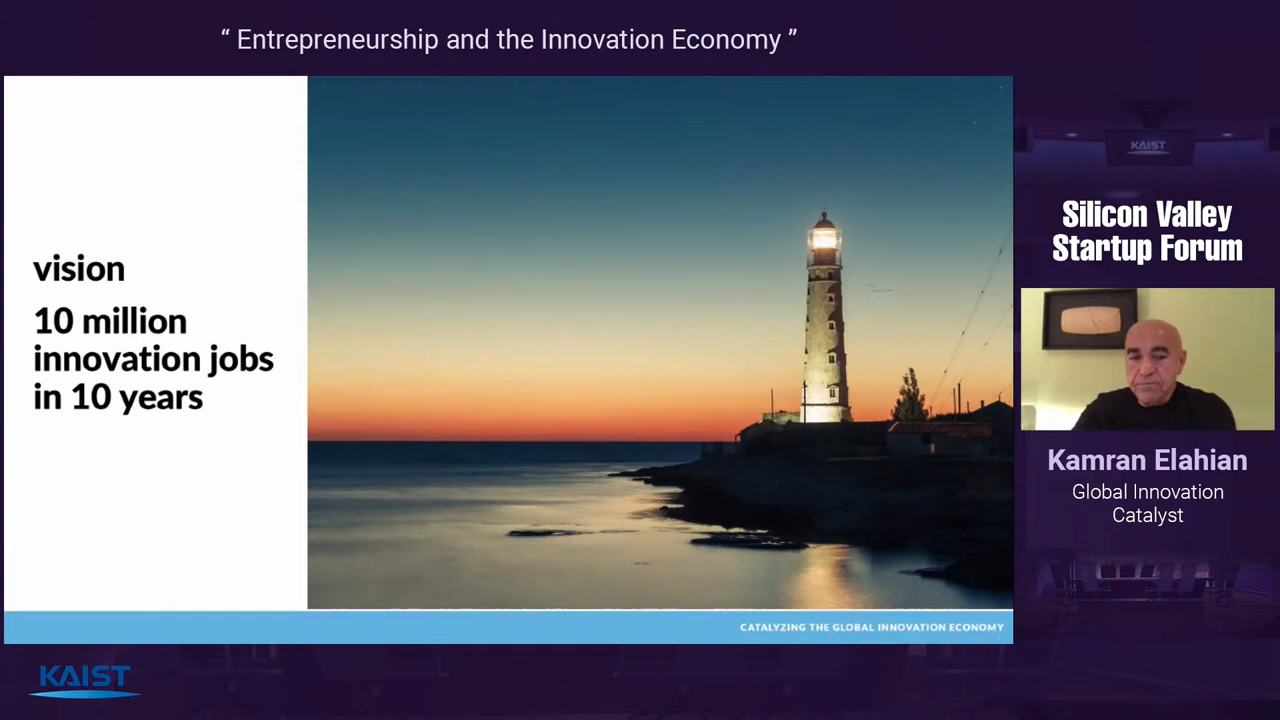 “ Entrepreneurship and the Innovation Economy ”
vision
10 million
innovation jobs
in 10 years
CATALYZING THE GLOBAL INNOVATION ECONOMY
KAIST
KAIST
Silicon Valley
Startup Forum
Kamran Elahian
Global Innovation
Catalyst